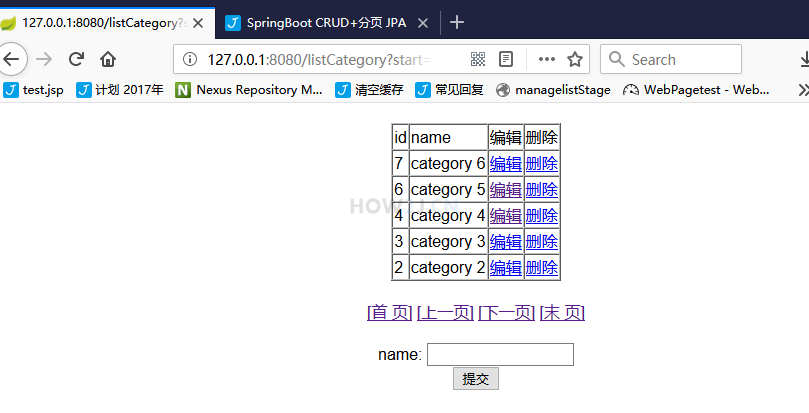 127.0.0.1:8080/listCategory?s
SpringBoot CRUD+分页 JPA
127.0.0.1:8080/listCategory?start=
Search
test.jsp 计划 2017年 Nexus Repository M... 清空缓存 常见回复 managelistStage WebPagetest - Web...
id name 编辑 删除
7 category 6 编辑 删除
6 category 5 编辑 删除
4 category 4 编辑 删除
3 category 3 编辑 删除
2 category 2 编辑 删除
[首 页] [上一页] [下一页] [末 页]
name:
提交